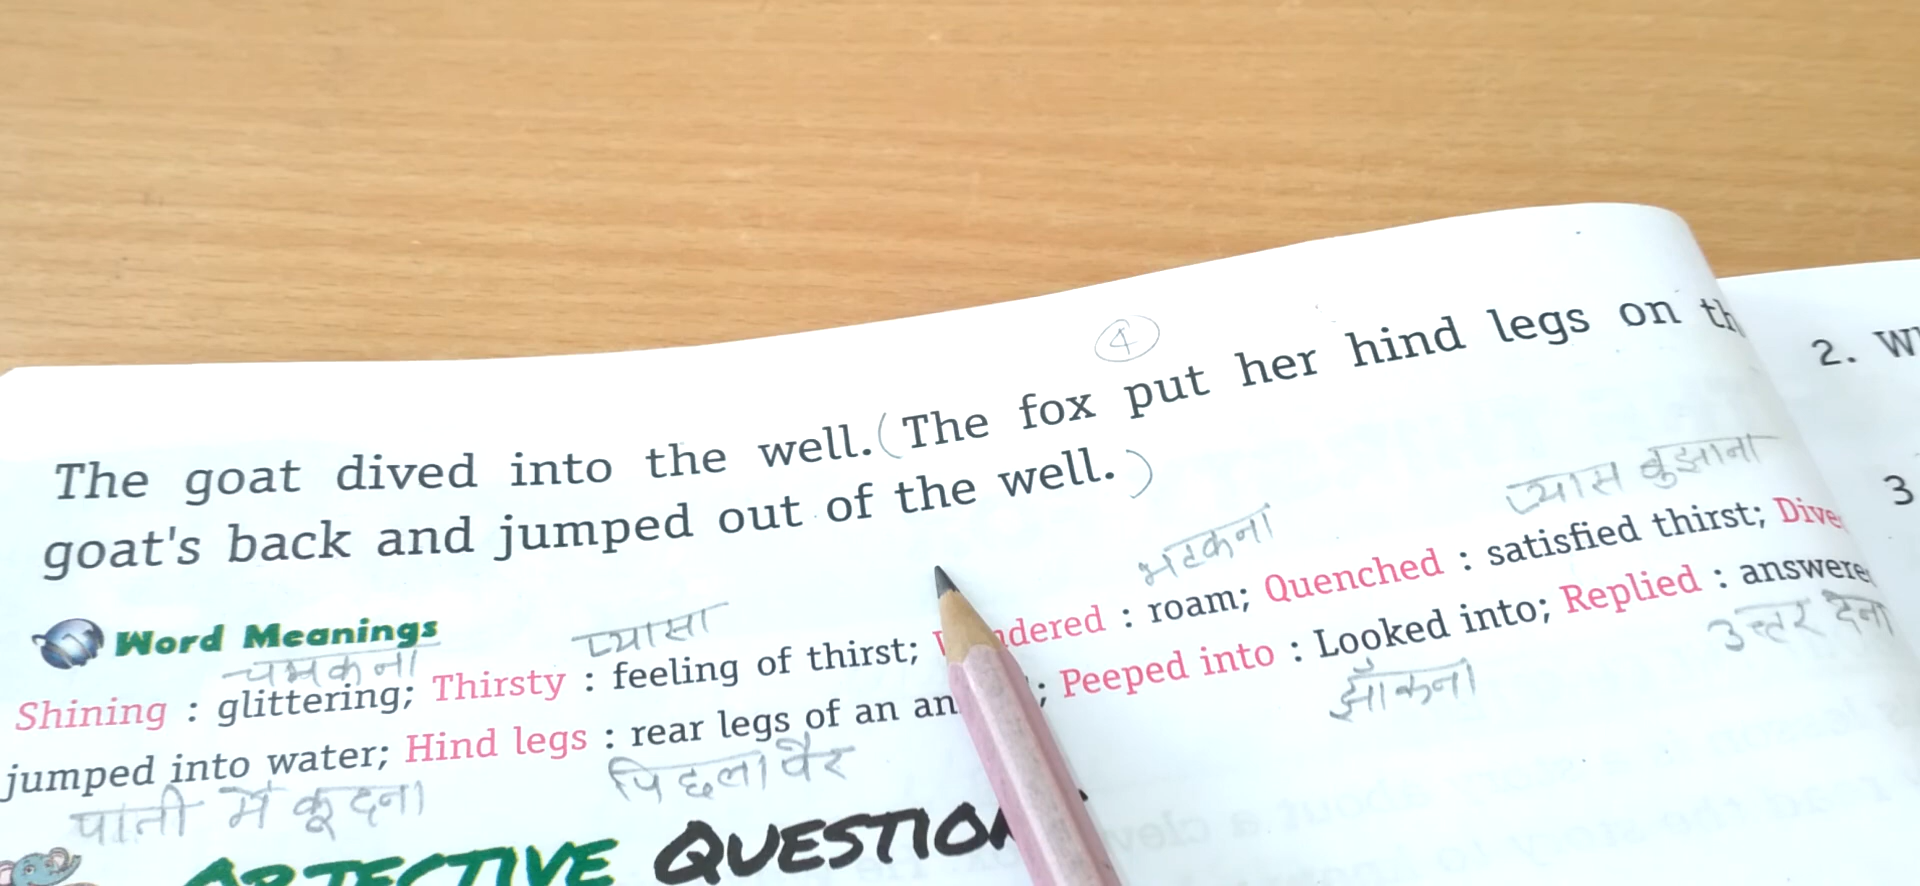 ④
The goat dived into the well. (The fox put her hind legs on th
goat's back and jumped out of the well.)
2.
3
Word Meanings
चमकना प्यासा भटकना प्यास बुझाना
Shining : glittering; Thirsty : feeling of thirst; dered : roam; Quenched : satisfied thirst; Dive
jumped into water; Hind legs : rear legs of an an ; Peeped into : Looked into; Replied : answere
पानी में कूदना पिछला पैर झाँकना उत्तर देना
QUESTION